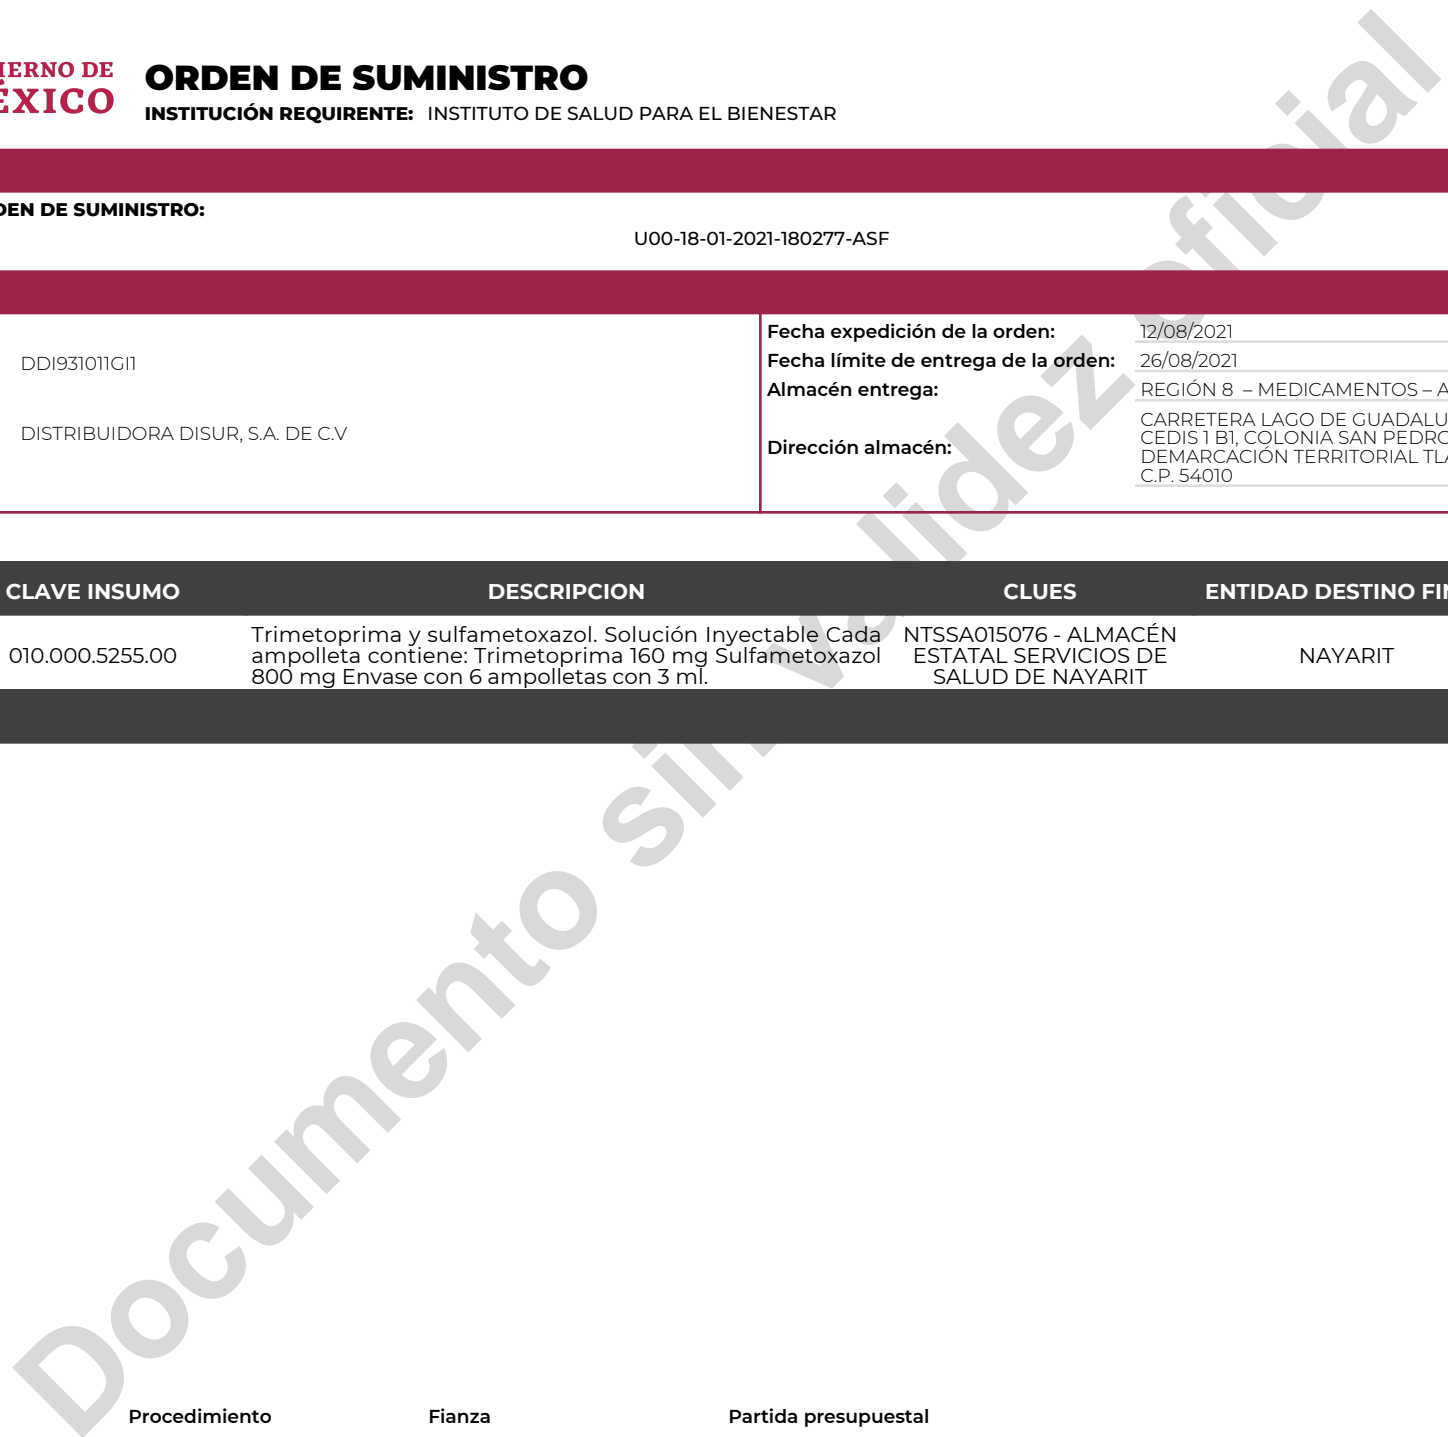 IERNO DE
ÉXICO
ORDEN DE SUMINISTRO
INSTITUCIÓN REQUIRENTE: INSTITUTO DE SALUD PARA EL BIENESTAR
DEN DE SUMINISTRO:
U00-18-01-2021-180277-ASF
DDI931011GI1
DISTRIBUIDORA DISUR, S.A. DE C.V
Fecha expedición de la orden: 12/08/2021
Fecha límite de entrega de la orden: 26/08/2021
Almacén entrega: REGIÓN 8 – MEDICAMENTOS – A
Dirección almacén:
CARRETERA LAGO DE GUADALU
CEDIS 1 B1, COLONIA SAN PEDRO
DEMARCACIÓN TERRITORIAL TLA
C.P. 54010
CLAVE INSUMO DESCRIPCION CLUES ENTIDAD DESTINO FIN
010.000.5255.00
Trimetoprima y sulfametoxazol. Solución Inyectable Cada
ampolleta contiene: Trimetoprima 160 mg Sulfametoxazol
800 mg Envase con 6 ampolletas con 3 ml.
NTSSA015076 - ALMACÉN
ESTATAL SERVICIOS DE
SALUD DE NAYARIT
NAYARIT
Documento sin validez oficial
Procedimiento Fianza Partida presupuestal